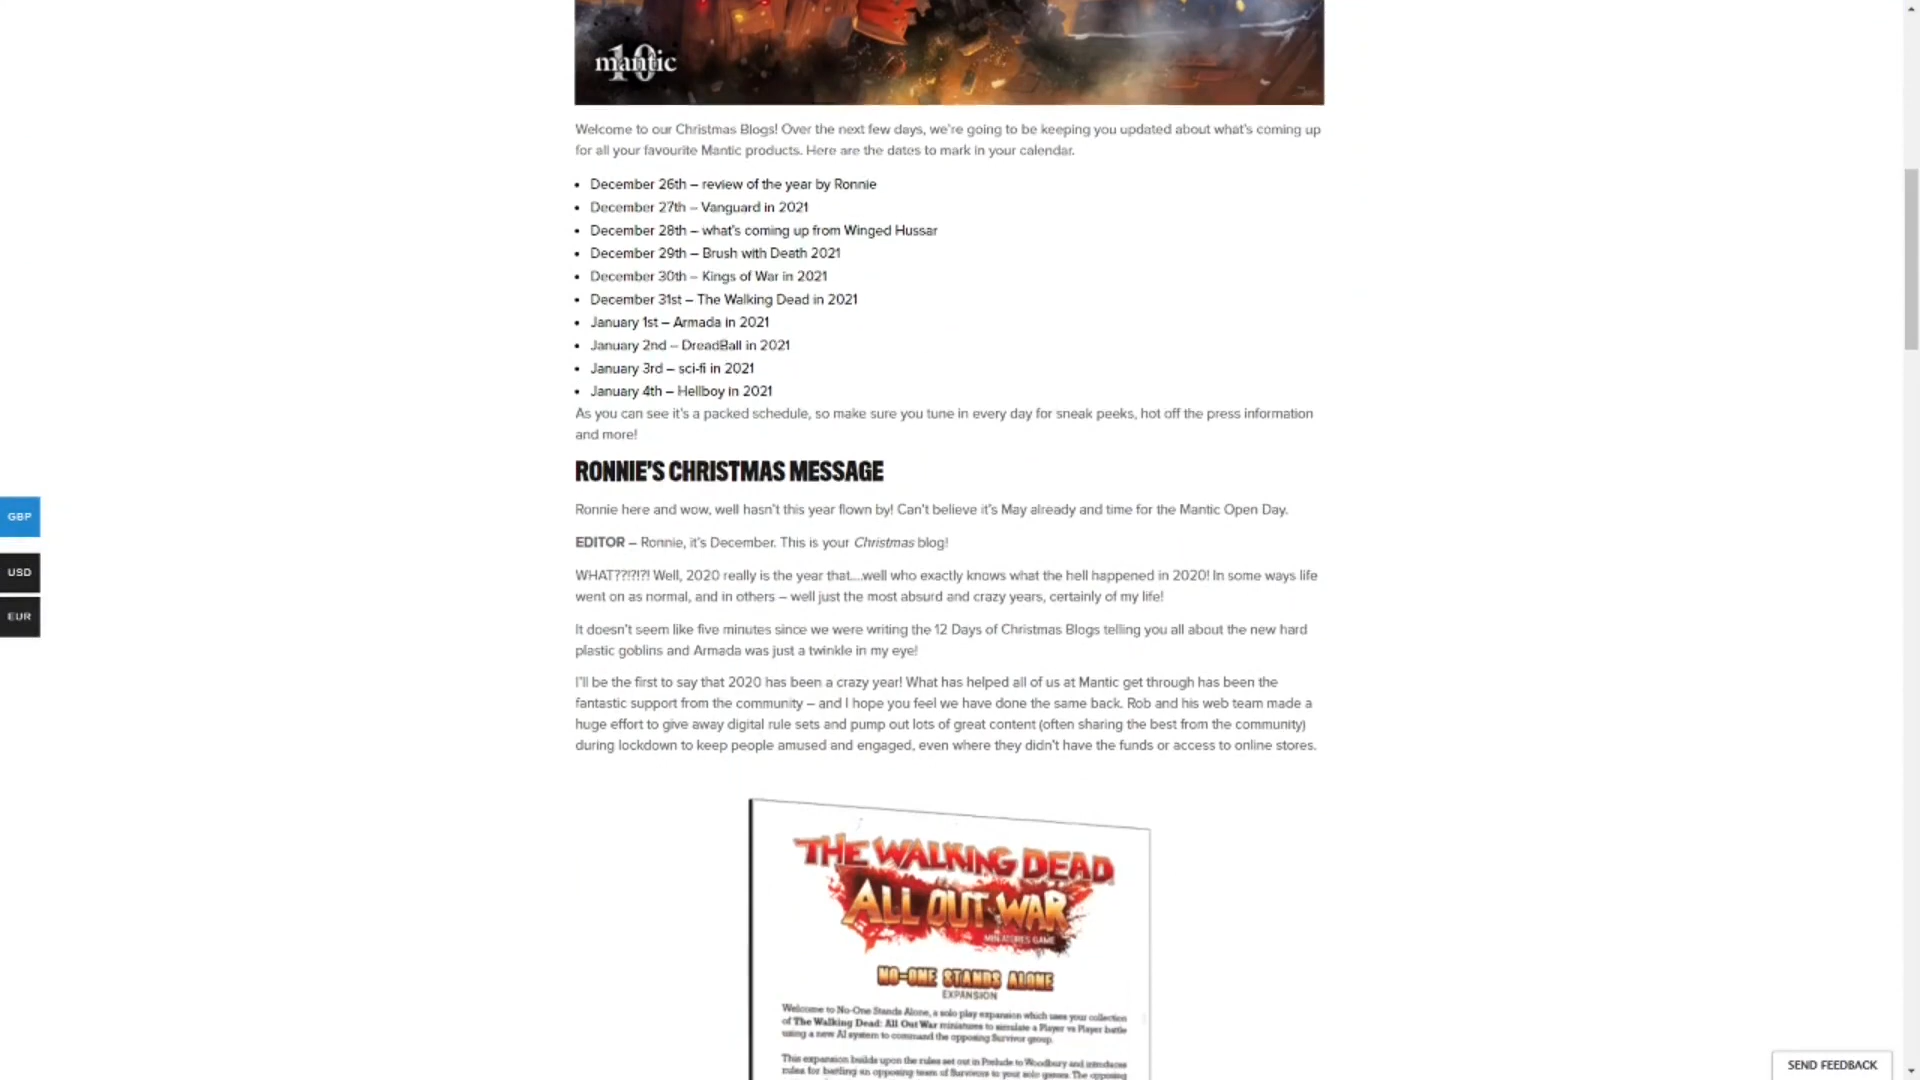 mantic
10
Welcome to our Christmas Blogs! Over the next few days, we're going to be keeping you updated about what's coming up
for all your favourite Mantic products. Here are the dates to mark in your calendar.
• December 26th – review of the year by Ronnie
• December 27th – Vanguard in 2021
• December 28th – what's coming up from Winged Hussar
• December 29th – Brush with Death 2021
• December 30th – Kings of War in 2021
• December 31st – The Walking Dead in 2021
• January 1st – Armada in 2021
• January 2nd – DreadBall in 2021
• January 3rd – sci-fi in 2021
• January 4th – Hellboy in 2021
As you can see it's a packed schedule, so make sure you tune in every day for sneak peeks, hot off the press information
and more!
RONNIE'S CHRISTMAS MESSAGE
Ronnie here and wow, well hasn't this year flown by! Can't believe it's May already and time for the Mantic Open Day.
GBP
EDITOR – Ronnie, it's December. This is your Christmas blog!
WHAT??!?!?! Well, 2020 really is the year that....well who exactly knows what the hell happened in 2020! In some ways life
USD
went on as normal, and in others – well just the most absurd and crazy years, certainly of my life!
EUR
It doesn't seem like five minutes since we were writing the 12 Days of Christmas Blogs telling you all about the new hard
plastic goblins and Armada was just a twinkle in my eye!
I'll be the first to say that 2020 has been a crazy year! What has helped all of us at Mantic get through has been the
fantastic support from the community – and I hope you feel we have done the same back. Rob and his web team made a
huge effort to give away digital rule sets and pump out lots of great content (often sharing the best from the community)
during lockdown to keep people amused and engaged, even where they didn't have the funds or access to online stores.
THE WALKING DEAD
ALL OUT WAR
MINIATURES GAME
NO-ONE STANDS ALONE
EXPANSION
Welcome to No-One Stands Alone, a solo play expansion which uses your collection
of The Walking Dead: All Out War miniatures to simulate a Player vs Player battle
using a new AI system to command the opposing Survivor group.
This expansion builds upon the rules set out in Prelude to Woodbury and introduces
rules for battling an opposing team of Survivors to your solo games. The opposing
SEND FEEDBACK